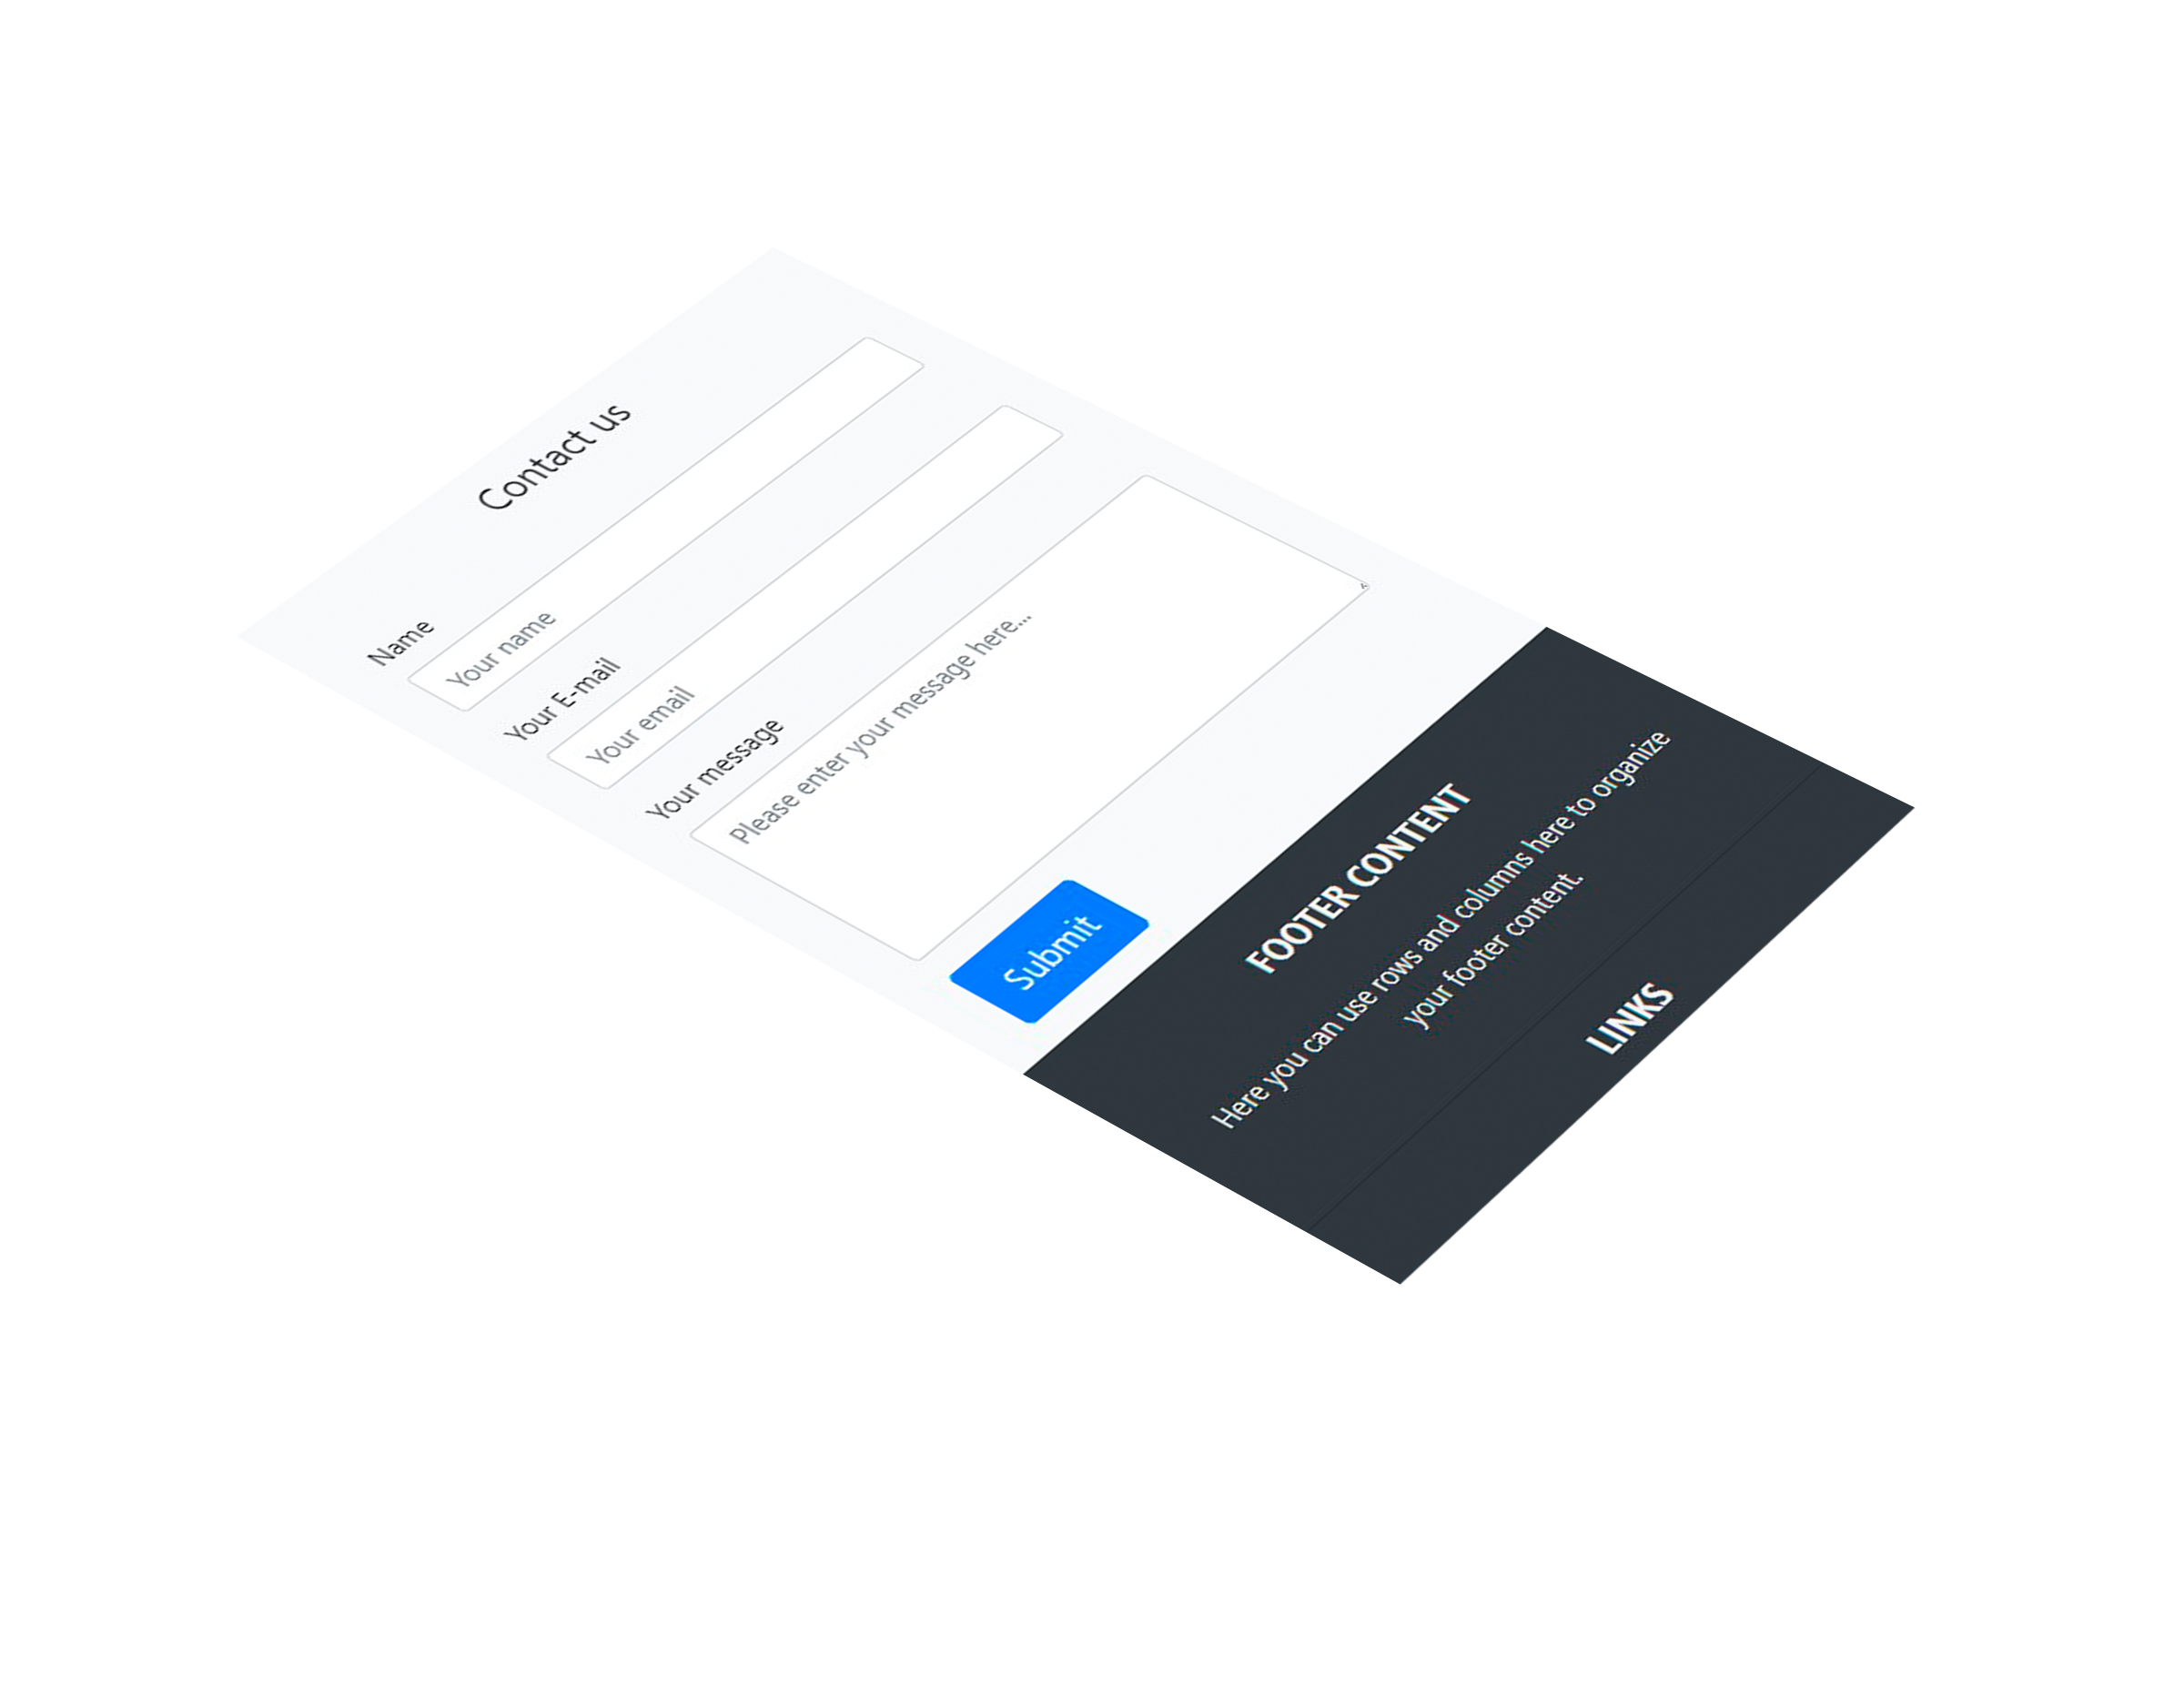 Contact us
Name
Your name
Your E-mail
Your email
Your message
Please enter your message here...
Submit
FOOTER CONTENT
Here you can use rows and columns here to organize
your footer content.
LINKS